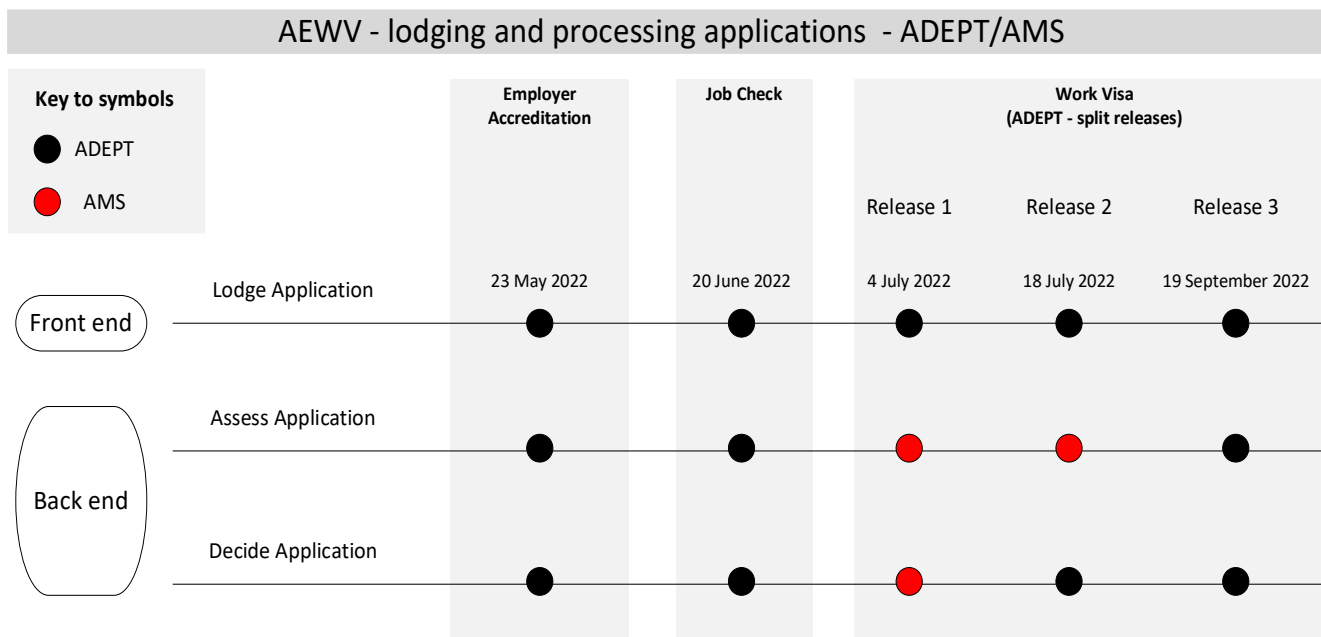 AEWV - lodging and processing applications - ADEPT/AMS
Key to symbols
ADEPT
AMS
Employer
Accreditation
Job Check
Work Visa
(ADEPT - split releases)
Release 1
Release 2
Release 3
Lodge Application
23 May 2022
20 June 2022
4 July 2022
18 July 2022
19 September 2022
Front end
Assess Application
Back end
Decide Application